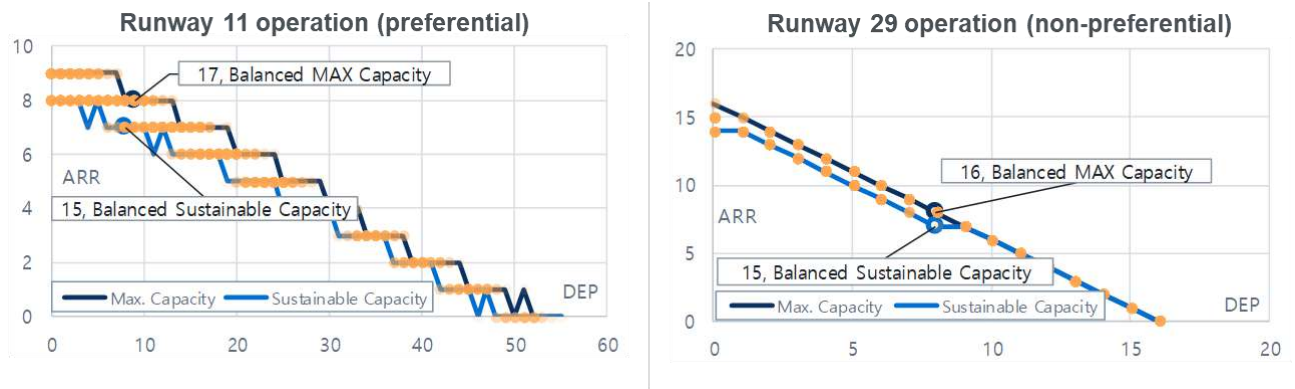 Runway 11 operation (preferential)
10
8
6
4
2
0
17, Balanced MAX Capacity
ARR
15, Balanced Sustainable Capacity
DEP
Max. Capacity
Sustainable Capacity
0
10
20
30
40
50
60
Runway 29 operation (non-preferential)
20
15
10
5
0
16, Balanced MAX Capacity
ARR
15, Balanced Sustainable Capacity
Max. Capacity
Sustainable Capacity
DEP
0
5
10
15
20